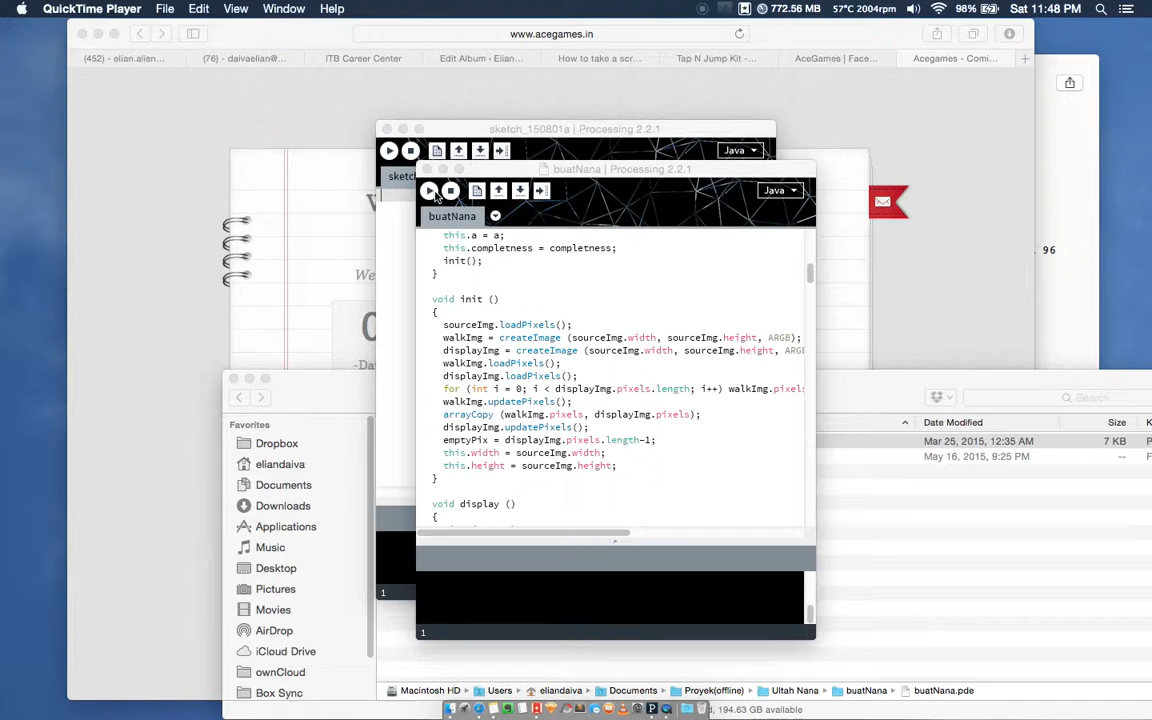 QuickTime Player File Edit View Window Help 772.56 MB 57°C 2004rpm 98% Sat 11:48 PM
www.acegames.in
(452) - elian.alien... (76) - daivaelian@... ITB Career Center Edit Album - Elian... How to take a scr... Tap N Jump Kit -... AceGames | Face... Acegames - Comi...
sketch_150801a | Processing 2.2.1
Java
sketc
buatNana | Processing 2.2.1
Java
buatNana
this.a = a;
this.completness = completness;
init();
}
void init ()
{
sourceImg.loadPixels();
walkImg = createImage (sourceImg.width, sourceImg.height, ARGB);
displayImg = createImage (sourceImg.width, sourceImg.height, ARGB
walkImg.loadPixels();
displayImg.loadPixels();
for (int i = 0; i < displayImg.pixels.length; i++) walkImg.pixels
walkImg.updatePixels();
arrayCopy (walkImg.pixels, displayImg.pixels);
displayImg.updatePixels();
emptyPix = displayImg.pixels.length-1;
this.width = sourceImg.width;
this.height = sourceImg.height;
}
void display ()
{
1
1
We
0
-Da
96
Search
Date Modified Size
Mar 25, 2015, 12:35 AM 7 KB
May 16, 2015, 9:25 PM --
Favorites
Dropbox
eliandaiva
Documents
Downloads
Applications
Music
Desktop
Pictures
Movies
AirDrop
iCloud Drive
ownCloud
Box Sync
Macintosh HD Users eliandaiva Documents Proyek(offline) Ultah Nana buatNana buatNana.pde
194.63 GB available